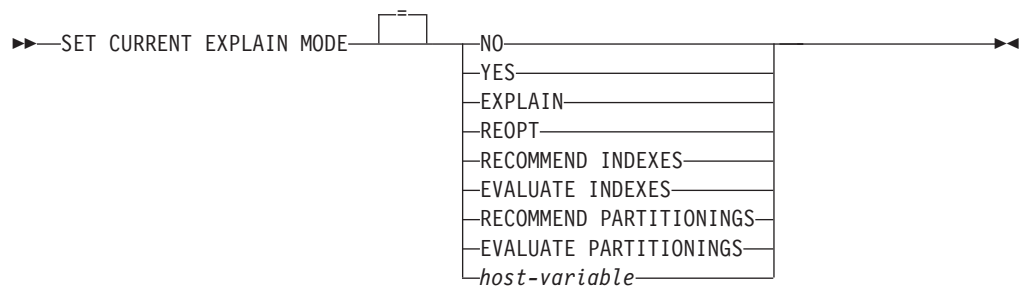 =
SET CURRENT EXPLAIN MODE NO
YES
EXPLAIN
REOPT
RECOMMEND INDEXES
EVALUATE INDEXES
RECOMMEND PARTITIONINGS
EVALUATE PARTITIONINGS
host-variable